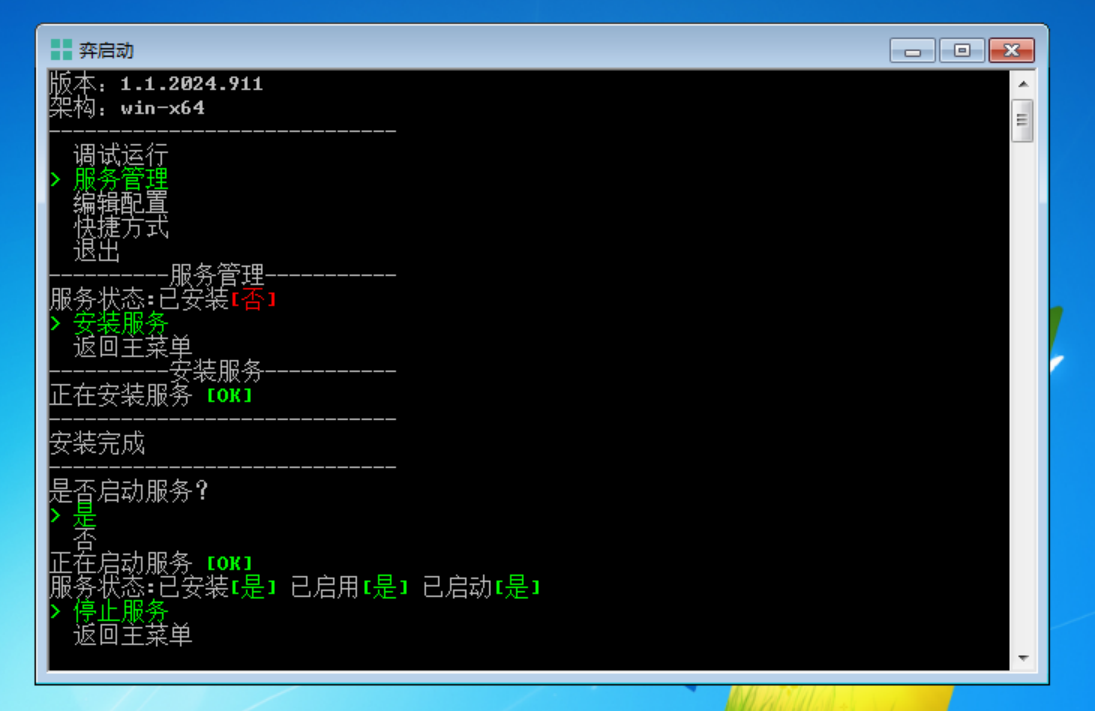 弈启动
版本：1.1.2024.911
架构：win-x64
-----------------------------
调试运行
> 服务管理
编辑配置
快捷方式
退出
----------服务管理-----------
服务状态:已安装[否]
> 安装服务
返回主菜单
----------安装服务-----------
正在安装服务 [OK]
-----------------------------
安装完成
-----------------------------
是否启动服务？
> 是
否
正在启动服务 [OK]
服务状态:已安装[是] 已启用[是] 已启动[是]
> 停止服务
返回主菜单